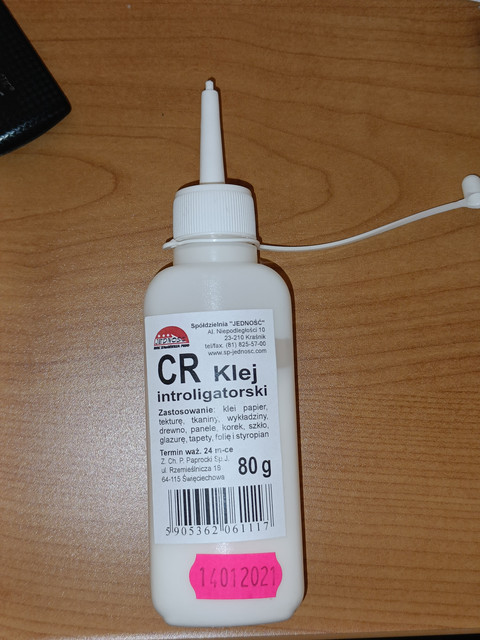 Spółdzielnia "JEDNOŚĆ"
Al. Niepodległości 10
23-210 Kraśnik
tel/fax. (81) 825-57-00
www.sp-jednosc.com
CR Klej
introligatorski
Zastosowanie: klei papier,
tekturę, tkaniny, wykładziny,
drewno, panele, korek, szkło,
glazurę, tapety, folię i styropian
Termin waż. 24 m-ce
Z. Ch. P. Paprocki Sp.J.
ul. Rzemieślnicza 18
64-115 Święciechowa
80 g
5 905362 061117
14012021